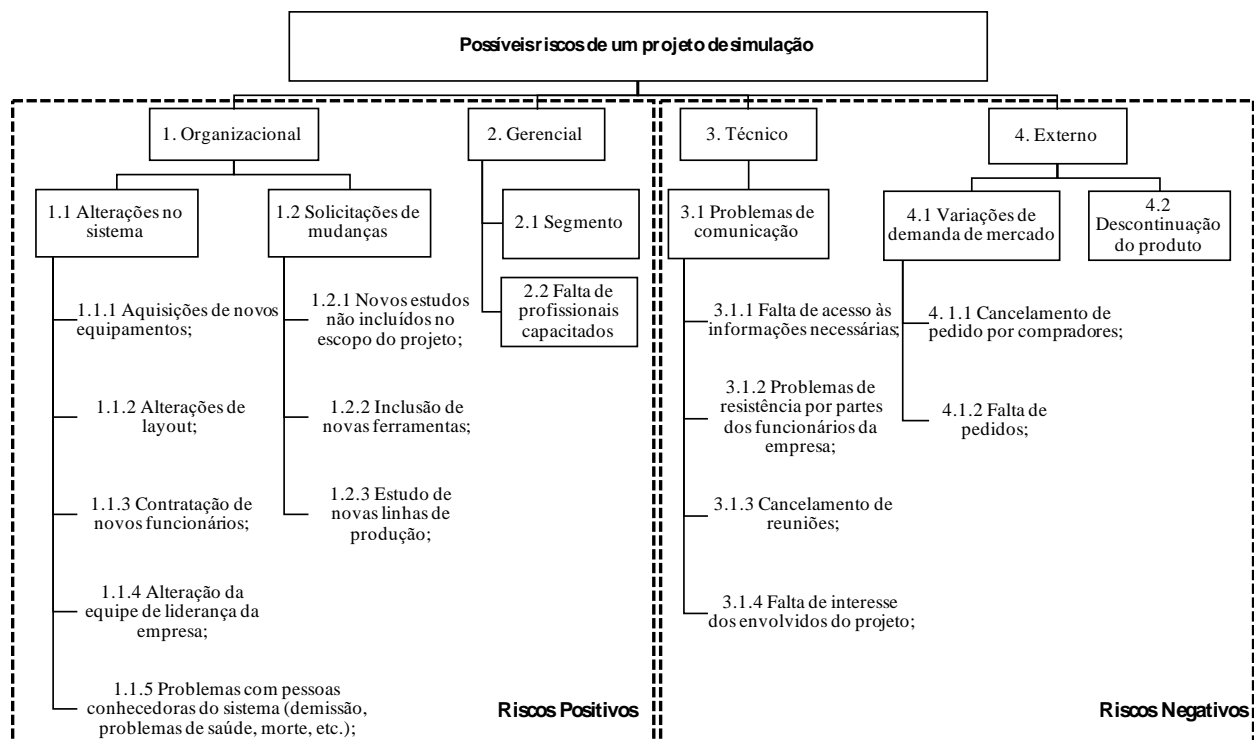 Possíveis riscos de um projeto de simulação
1. Organizacional
2. Gerencial
3. Técnico
4. Externo
1.1 Alterações no
sistema
1.2 Solicitações de
mudanças
2.1 Segmento
3.1 Problemas de
comunicação
4.1 Variações de
demanda de mercado
4.2
Descontinuação
do produto
1.1.1 Aquisições de novos
equipamentos;
1.2.1 Novos estudos
não incluídos no
escopo do projeto;
2.2 Falta de
profissionais
capacitados
3.1.1 Falta de acesso às
informações necessárias;
4. 1.1 Cancelamento de
pedido por compradores;
1.1.2 Alterações de
layout;
1.2.2 Inclusão de
novas ferramentas;
3.1.2 Problemas de
resistência por partes
dos funcionários da
empresa;
4.1.2 Falta de
pedidos;
1.1.3 Contratação de
novos funcionários;
1.2.3 Estudo de
novas linhas de
produção;
3.1.3 Cancelamento de
reuniões;
1.1.4 Alteração da
equipe de liderança da
empresa;
3.1.4 Falta de interesse
dos envolvidos do projeto;
1.1.5 Problemas com pessoas
conhecedoras do sistema (demissão,
problemas de saúde, morte, etc.);
Riscos Positivos
Riscos Negativos